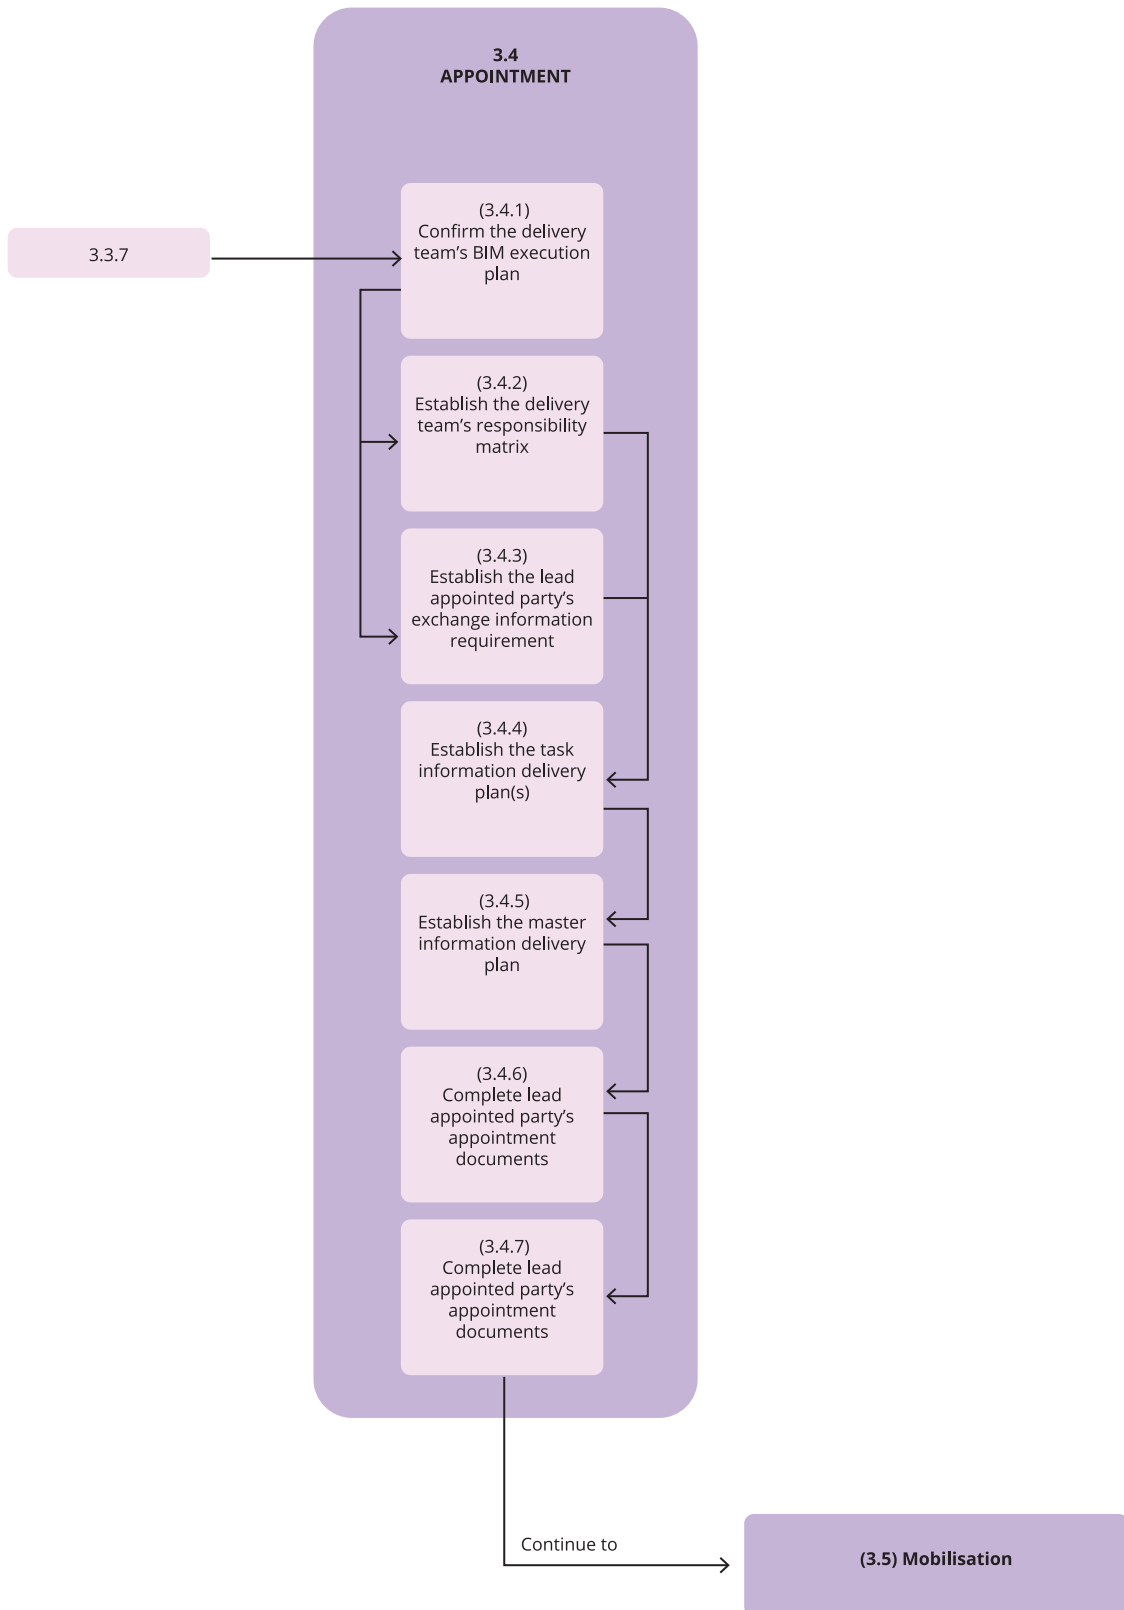 3.4
APPOINTMENT
3.3.7
(3.4.1)
Confirm the delivery
team’s BIM execution
plan
(3.4.2)
Establish the delivery
team’s responsibility
matrix
(3.4.3)
Establish the lead
appointed party’s
exchange information
requirement
(3.4.4)
Establish the task
information delivery
plan(s)
(3.4.5)
Establish the master
information delivery
plan
(3.4.6)
Complete lead
appointed party’s
appointment
documents
(3.4.7)
Complete lead
appointed party’s
appointment
documents
Continue to
(3.5) Mobilisation